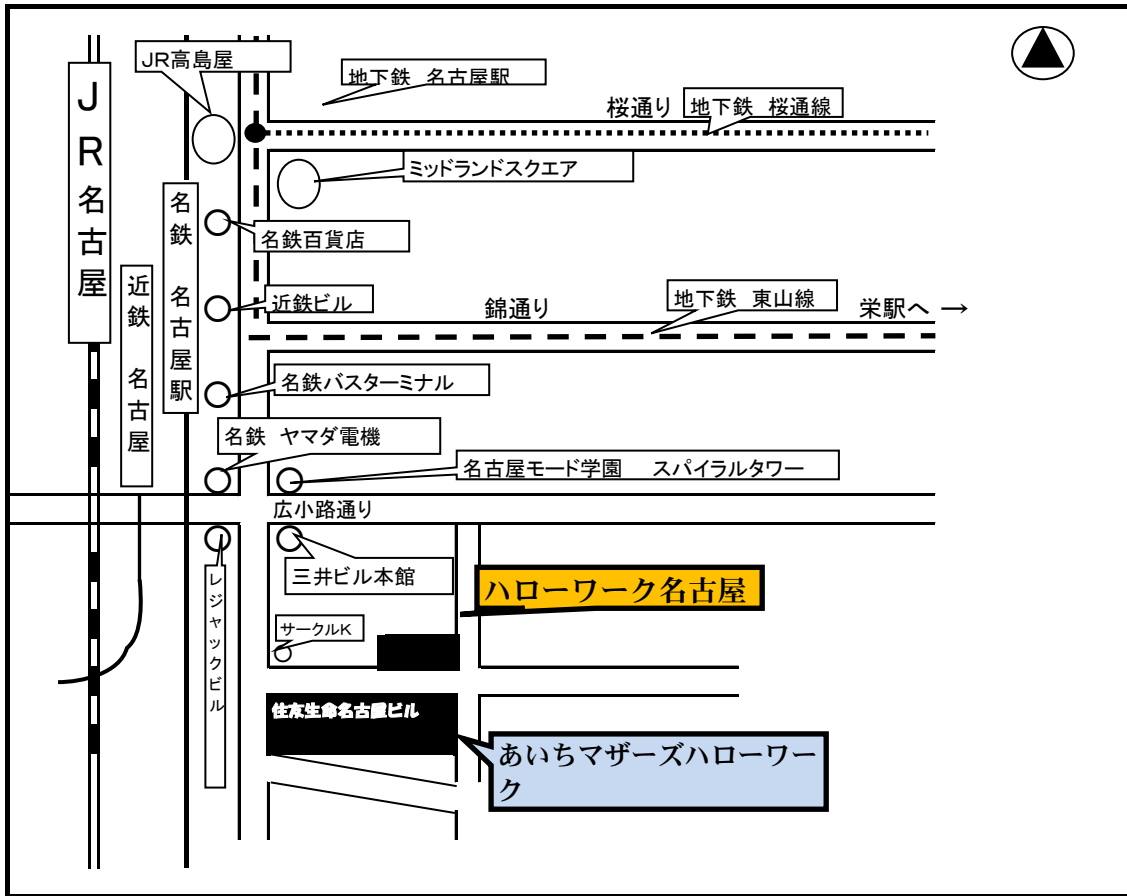 JR高島屋
地下鉄 名古屋駅
桜通り
地下鉄 桜通線
JR名古屋
ミッドランドスクエア
名鉄 名古屋駅
名鉄百貨店
近鉄 名古屋
近鉄ビル
錦通り
地下鉄 東山線
栄駅へ →
名鉄バスターミナル
名鉄 ヤマダ電機
名古屋モード学園 スパイラルタワー
広小路通り
レジャックビル
三井ビル本館
ハローワーク名古屋
サークルK
住友生命名古屋ビル
あいちマザーズハローワー
ク